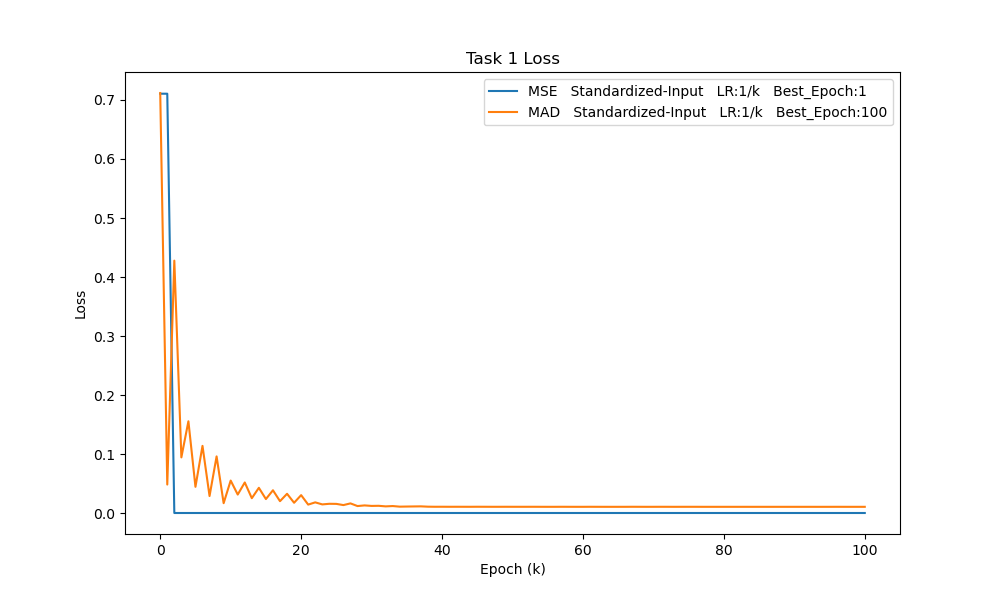 Task 1 Loss
MSE   Standardized-Input   LR:1/k   Best_Epoch:1
MAD   Standardized-Input   LR:1/k   Best_Epoch:100
Loss
0.7
0.6
0.5
0.4
0.3
0.2
0.1
0.0
0 20 40 60 80 100
Epoch (k)